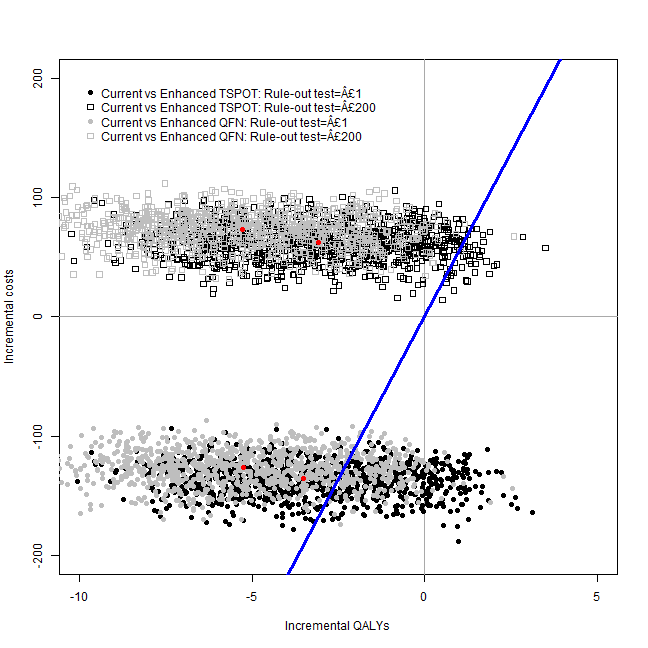 Current vs Enhanced TSPOT: Rule-out test=Â£1
Current vs Enhanced TSPOT: Rule-out test=Â£200
Current vs Enhanced QFN: Rule-out test=Â£1
Current vs Enhanced QFN: Rule-out test=Â£200
200
100
0
-100
-200
Incremental costs
-10
-5
0
5
Incremental QALYs